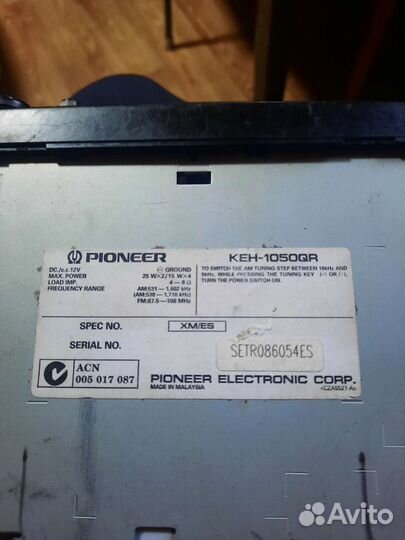 PIONEER KEH-1050QR
DC./c.c.12V ⊖ GROUND
MAX. POWER 25 W×2/15 W×4
LOAD IMP. 4 – 8 Ω
FREQUENCY RANGE AM:531 – 1,602 kHz
(AM:530 – 1,710 kHz)
FM:87.5 – 108 MHz
TO SWITCH THE AM TUNING STEP BETWEEN 10kHz AND
9kHz, WHILE PRESSING THE TUNING KEY
TURN THE POWER SWITCH ON.
SPEC NO. XM/ES
SERIAL NO. SETR086054ES
ACN
005 017 087
PIONEER ELECTRONIC CORP.
MADE IN MALAYSIA <CZA5521-A>
Avito